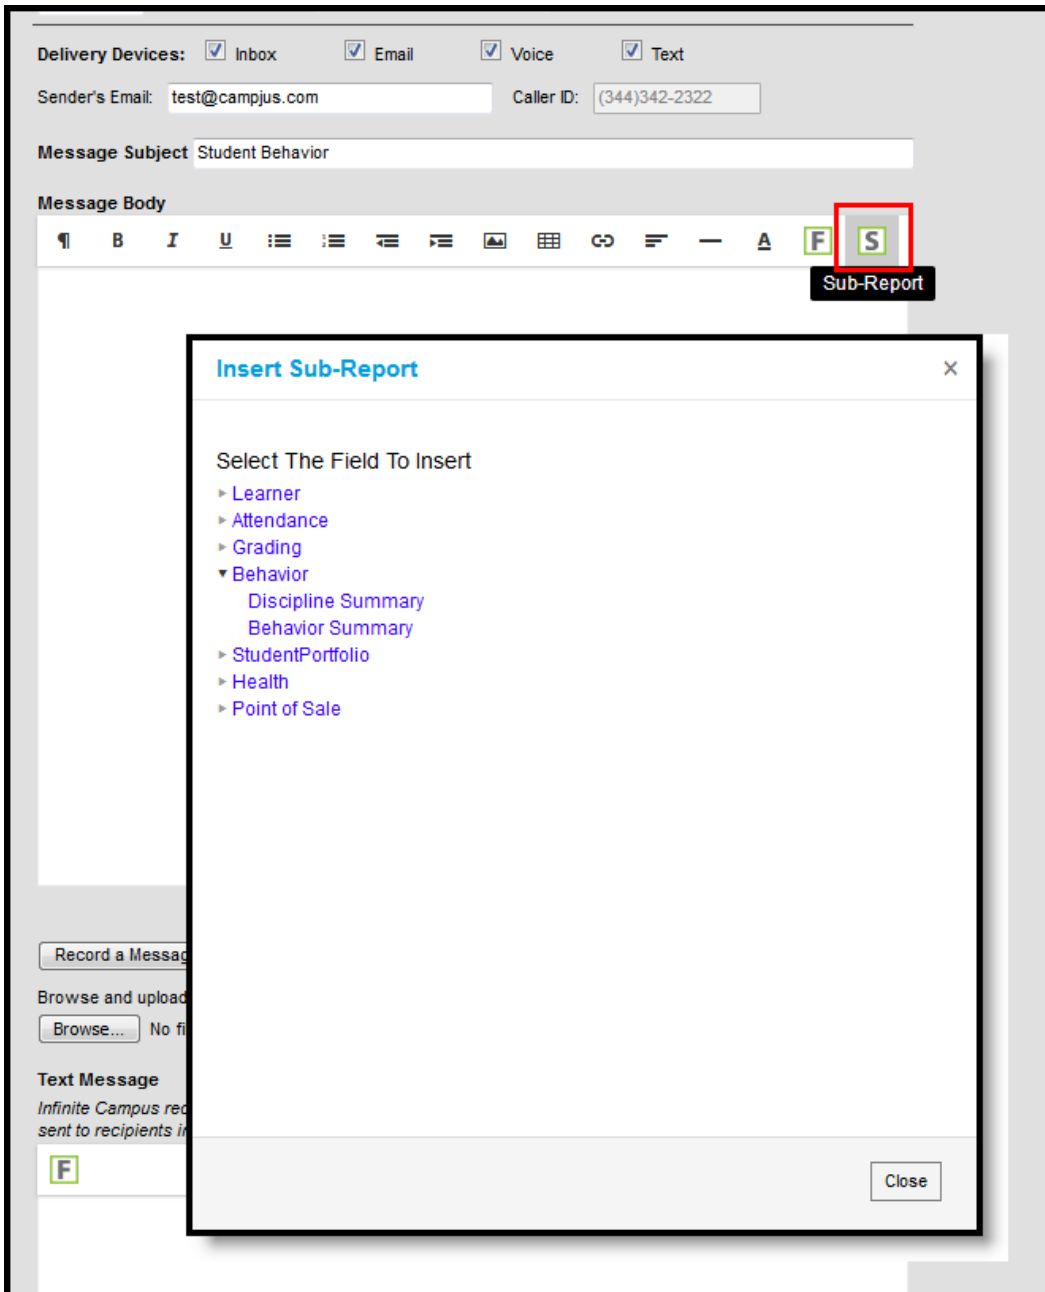 Delivery Devices: Inbox Email Voice Text
Sender's Email: test@campjus.com Caller ID: (344)342-2322
Message Subject Student Behavior
Message Body
¶ B I U A F S
Sub-Report
Insert Sub-Report ×
Select The Field To Insert
Learner
Attendance
Grading
Behavior
Discipline Summary
Behavior Summary
StudentPortfolio
Health
Point of Sale
Record a Messag
Browse and upload
Browse... No fi
Text Message
Infinite Campus rec
sent to recipients in
F
Close